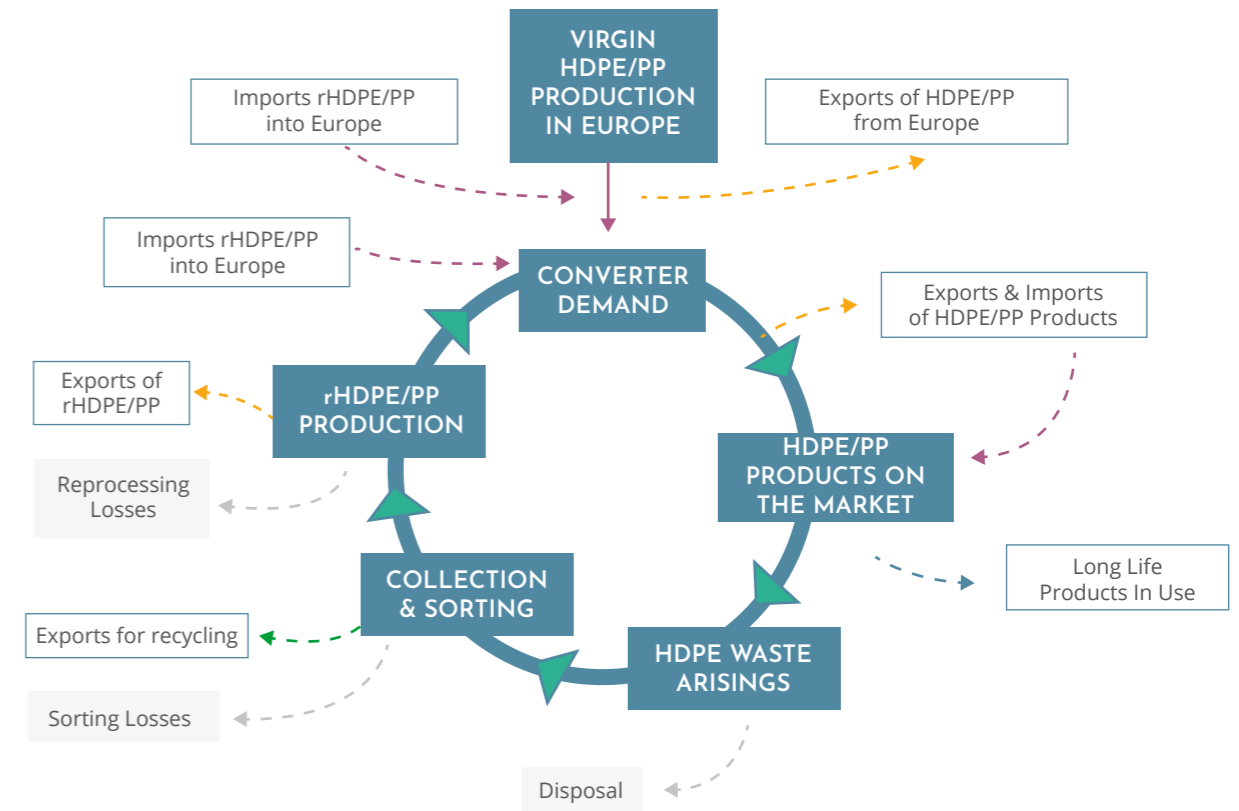 VIRGIN
HDPE/PP
PRODUCTION
IN EUROPE
Imports rHDPE/PP
into Europe
Exports of HDPE/PP
from Europe
Imports rHDPE/PP
into Europe
CONVERTER
DEMAND
Exports & Imports
of HDPE/PP Products
Exports of
rHDPE/PP
rHDPE/PP
PRODUCTION
HDPE/PP
PRODUCTS ON
THE MARKET
Reprocessing
Losses
COLLECTION
& SORTING
Long Life
Products In Use
Exports for recycling
HDPE WASTE
ARISINGS
Sorting Losses
Disposal